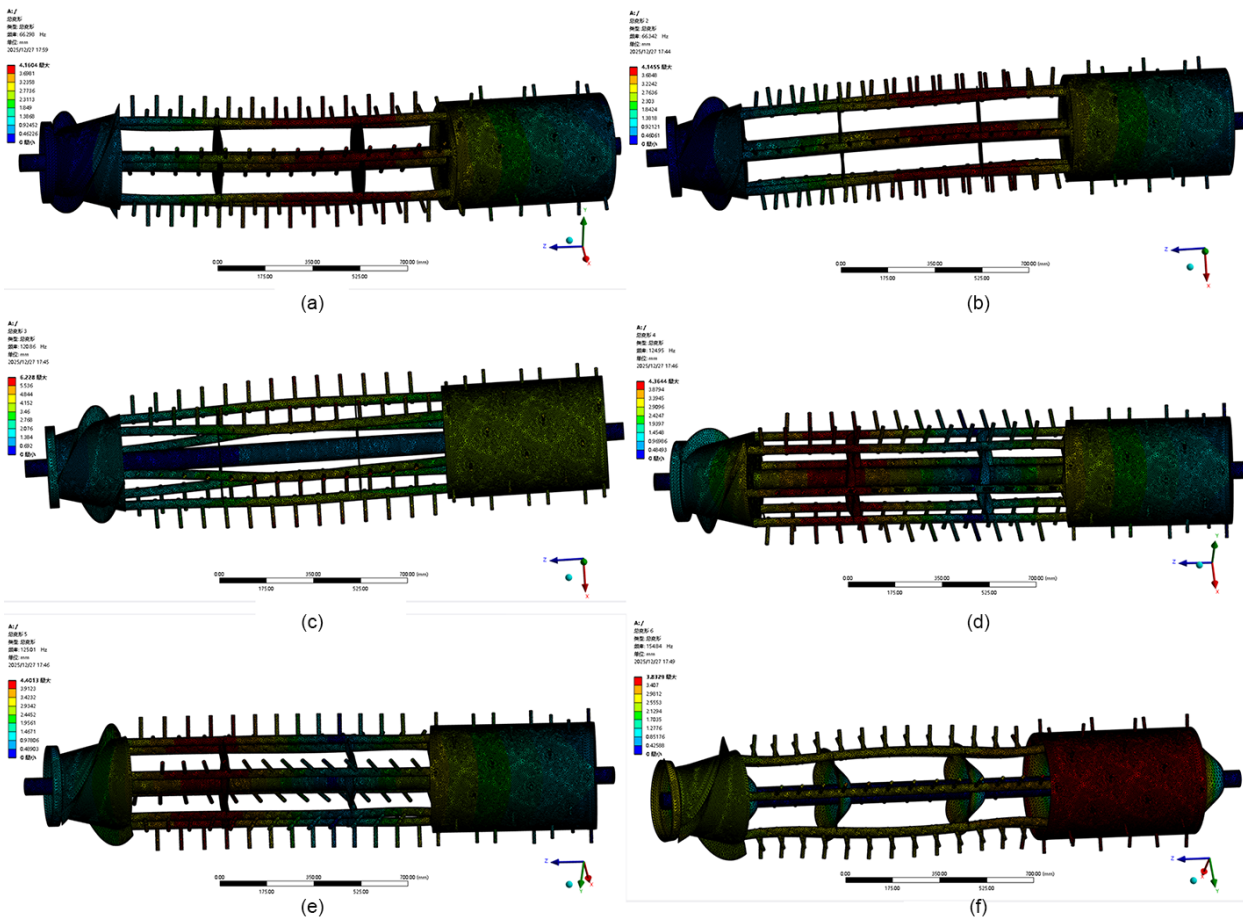 A: /
总变形
类型: 总变形
频率: 66.298 Hz
单位: mm
2025/12/27 17:39
4.1604 最大
3.6981
3.2358
2.7736
2.3113
1.849
1.3868
0.92452
0.46226
0 最小
Y
Z
X
0.00
350.00
700.00 (mm)
175.00
525.00
(a)
A: /
总变形 2
类型: 总变形
频率: 66.342 Hz
单位: mm
2025/12/27 17:44
4.1455 最大
3.6848
3.2242
2.7636
2.303
1.8424
1.3818
0.92121
0.46061
0 最小
Z
X
0.00
350.00
700.00 (mm)
175.00
525.00
(b)
A: /
总变形 3
类型: 总变形
频率: 120.86 Hz
单位: mm
2025/12/27 17:45
6.228 最大
5.536
4.844
4.152
3.46
2.768
2.076
1.384
0.692
0 最小
Z
X
0.00
350.00
700.00 (mm)
175.00
525.00
(c)
A: /
总变形 4
类型: 总变形
频率: 124.95 Hz
单位: mm
2025/12/27 17:46
4.3644 最大
3.8794
3.3945
2.9096
2.4247
1.9397
1.4548
0.96986
0.48493
0 最小
Y
Z
X
0.00
350.00
700.00 (mm)
175.00
525.00
(d)
A: /
总变形 5
类型: 总变形
频率: 125.01 Hz
单位: mm
2025/12/27 17:46
4.4013 最大
3.9123
3.4232
2.9342
2.4452
1.9561
1.4671
0.97806
0.48903
0 最小
Z
X
Y
0.00
350.00
700.00 (mm)
175.00
525.00
(e)
A: /
总变形 6
类型: 总变形
频率: 154.84 Hz
单位: mm
2025/12/27 17:49
3.8329 最大
3.407
2.9812
2.5553
2.1294
1.7035
1.2776
0.85176
0.42588
0 最小
Z
Y
0.00
350.00
700.00 (mm)
175.00
525.00
(f)